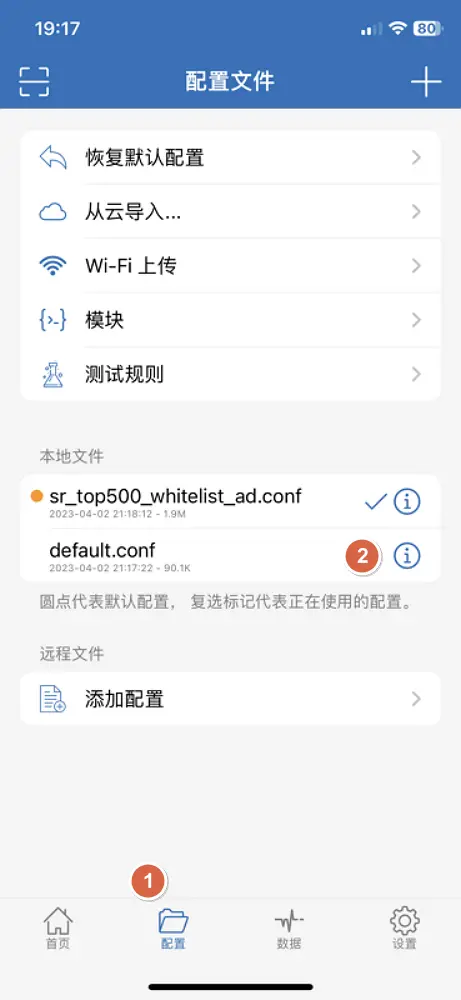 19:17
80
配置文件
恢复默认配置
从云导入...
Wi-Fi 上传
模块
测试规则
本地文件
sr_top500_whitelist_ad.conf
2023-04-02 21:18:12 - 1.9M
default.conf
2023-04-02 21:17:22 - 90.1K
2
圆点代表默认配置， 复选标记代表正在使用的配置。
远程文件
添加配置
1
首页
配置
数据
设置